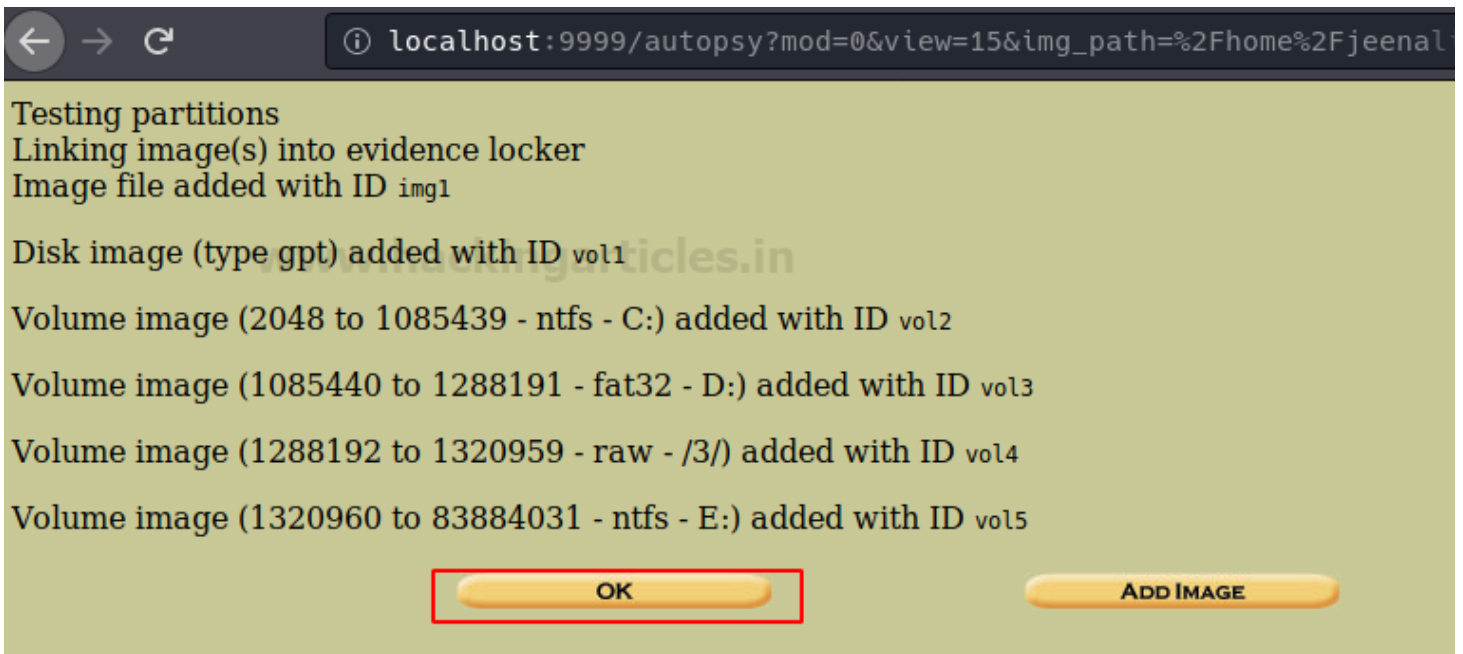 localhost:9999/autopsy?mod=0&view=15&img_path=%2Fhome%2Fjeenal
Testing partitions
Linking image(s) into evidence locker
Image file added with ID img1
Disk image (type gpt) added with ID vol1
www.hackingarticles.in
Volume image (2048 to 1085439 - ntfs - C:) added with ID vol2
Volume image (1085440 to 1288191 - fat32 - D:) added with ID vol3
Volume image (1288192 to 1320959 - raw - /3/) added with ID vol4
Volume image (1320960 to 83884031 - ntfs - E:) added with ID vol5
OK ADD IMAGE